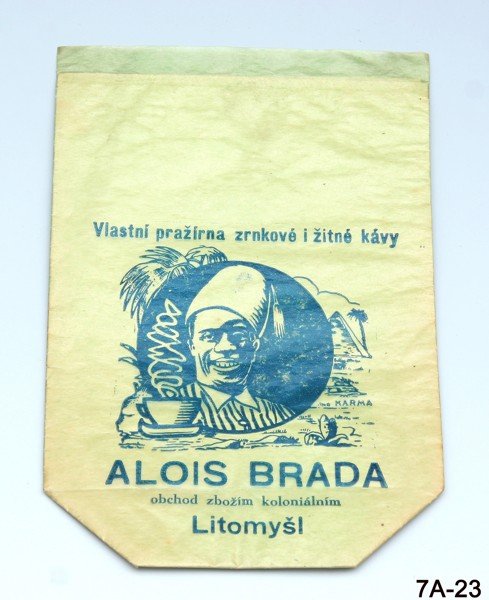 Vlastní pražírna zrnkové i žitné kávy
KARMA
ALOIS BRADA
obchod zbožím koloniálním
Litomyšl
7A-23